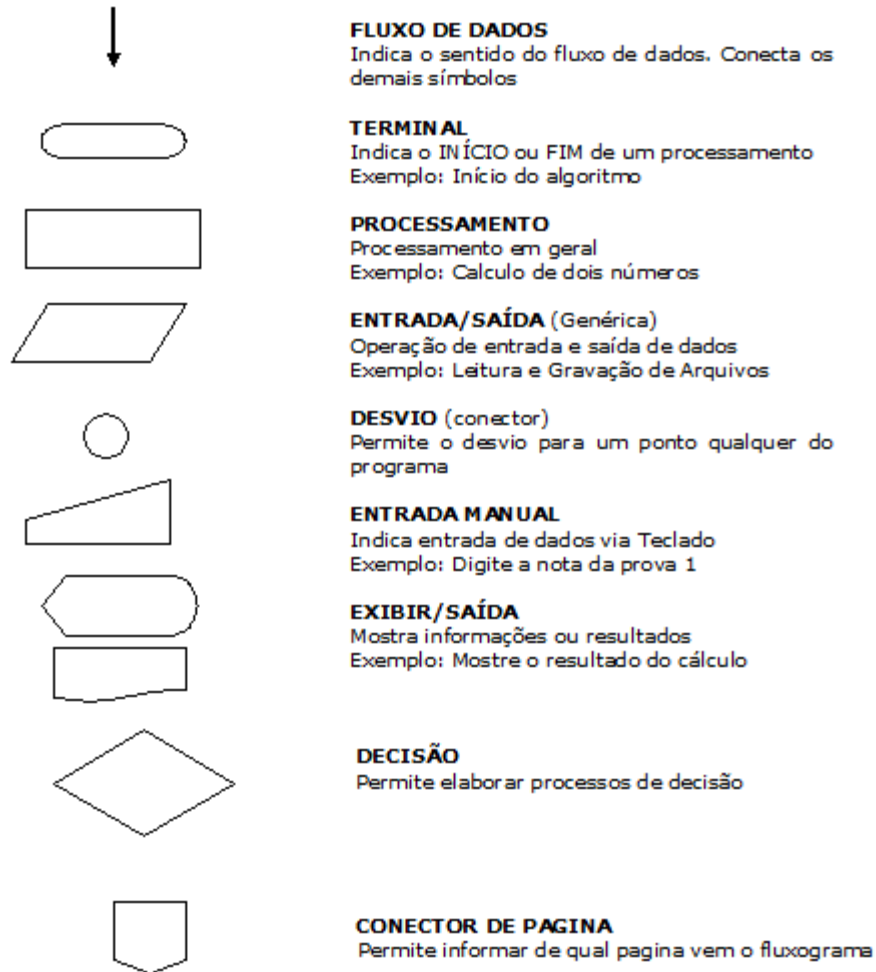 FLUXO DE DADOS
Indica o sentido do fluxo de dados. Conecta os
demais símbolos
TERMINAL
Indica o INÍCIO ou FIM de um processamento
Exemplo: Início do algoritmo
PROCESSAMENTO
Processamento em geral
Exemplo: Calculo de dois números
ENTRADA/SAÍDA (Genérica)
Operação de entrada e saída de dados
Exemplo: Leitura e Gravação de Arquivos
DESVIO (conector)
Permite o desvio para um ponto qualquer do
programa
ENTRADA MANUAL
Indica entrada de dados via Teclado
Exemplo: Digite a nota da prova 1
EXIBIR/SAÍDA
Mostra informações ou resultados
Exemplo: Mostre o resultado do cálculo
DECISÃO
Permite elaborar processos de decisão
CONECTOR DE PAGINA
Permite informar de qual pagina vem o fluxograma